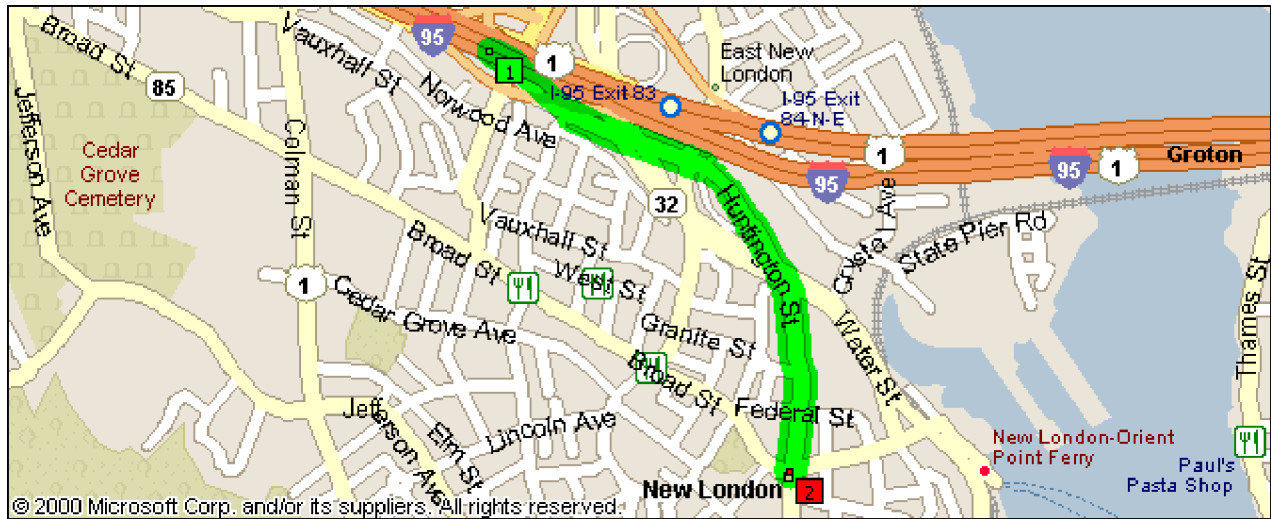 Broad St
85
Vauxhall St
95
1
1
East New
London
I-95 Exit 83
I-95 Exit
84-N-E
Norwood Ave
Jefferson Ave
Colman St
Cedar
Grove
Cemetery
1
95
95
1
Groton
32
Huntington St
State Pier Rd
Vauxhall St
West St
Broad St
1
Cedar Grove Ave
Granite St
Water St
Thames St
Broad St
Federal St
Jefferson Ave
Elm St
Lincoln Ave
New London-Orient
Point Ferry
Paul's
Pasta Shop
New London
2
© 2000 Microsoft Corp. and/or its suppliers. All rights reserved.